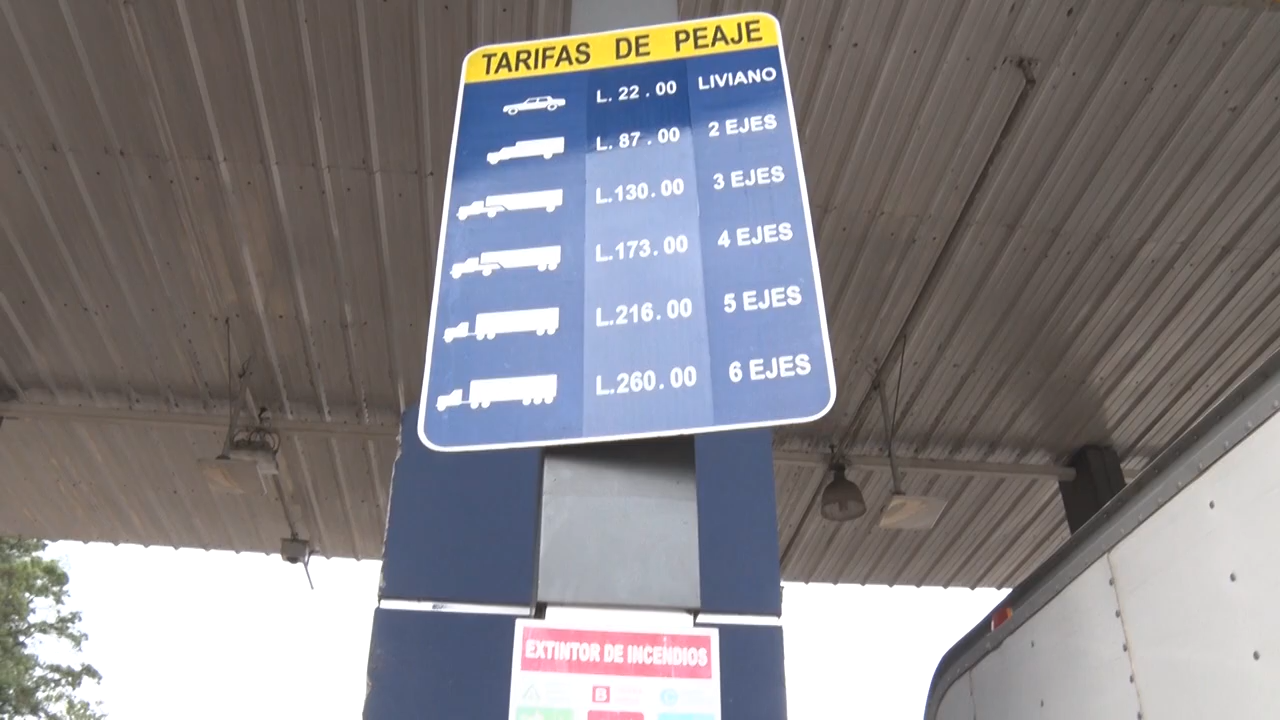 TARIFAS DE PEAJE
L. 22 . 00 LIVIANO
L. 87 . 00 2 EJES
L.130. 00 3 EJES
L.173. 00 4 EJES
L.216. 00 5 EJES
L.260. 00 6 EJES
EXTINTOR DE INCENDIOS
A B C